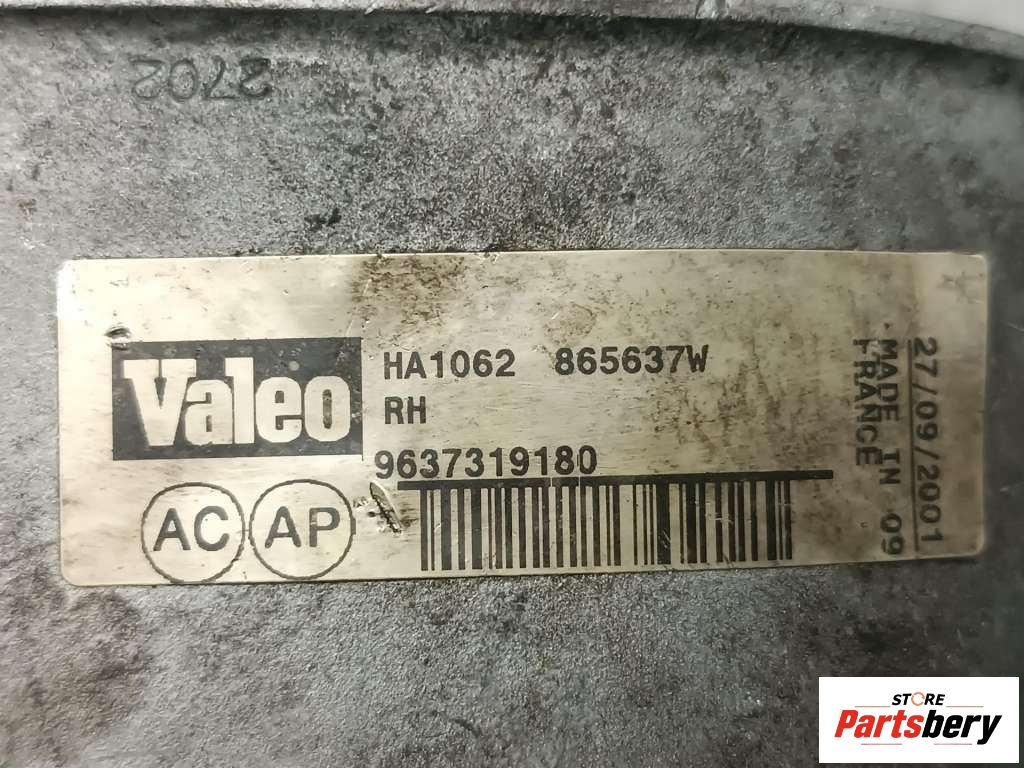 2702
Valeo
HA1062 865637W
RH
9637319180
AC AP
27/09/2001
MADE IN 09
FRANCE
STORE
Partsbery